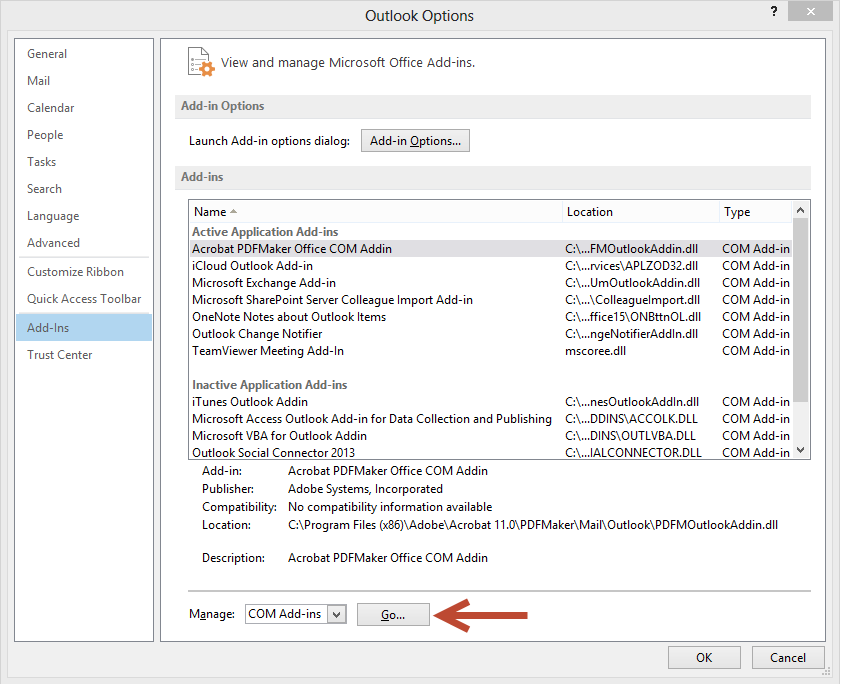 Outlook Options
?
General
Mail
Calendar
People
Tasks
Search
Language
Advanced
Customize Ribbon
Quick Access Toolbar
Add-Ins
Trust Center
View and manage Microsoft Office Add-ins.
Add-in Options
Launch Add-in options dialog: Add-in Options...
Add-ins
Name Location Type
Active Application Add-ins
Acrobat PDFMaker Office COM Addin C:\...FMOutlookAddin.dll COM Add-in
iCloud Outlook Add-in C:\...rvices\APLZOD32.dll COM Add-in
Microsoft Exchange Add-in C:\...UmOutlookAddin.dll COM Add-in
Microsoft SharePoint Server Colleague Import Add-in C:\...\ColleagueImport.dll COM Add-in
OneNote Notes about Outlook Items C:\...ffice15\ONBttnOL.dll COM Add-in
Outlook Change Notifier C:\...ngeNotifierAddIn.dll COM Add-in
TeamViewer Meeting Add-In mscoree.dll COM Add-in
Inactive Application Add-ins
iTunes Outlook Addin C:\...nesOutlookAddIn.dll COM Add-in
Microsoft Access Outlook Add-in for Data Collection and Publishing C:\...DDINS\ACCOLK.DLL COM Add-in
Microsoft VBA for Outlook Addin C:\...DINS\OUTLVBA.DLL COM Add-in
Outlook Social Connector 2013 C:\...IALCONNECTOR.DLL COM Add-in
Add-in: Acrobat PDFMaker Office COM Addin
Publisher: Adobe Systems, Incorporated
Compatibility: No compatibility information available
Location: C:\Program Files (x86)\Adobe\Acrobat 11.0\PDFMaker\Mail\Outlook\PDFMOutlookAddin.dll
Description: Acrobat PDFMaker Office COM Addin
Manage: COM Add-ins Go...
OK Cancel